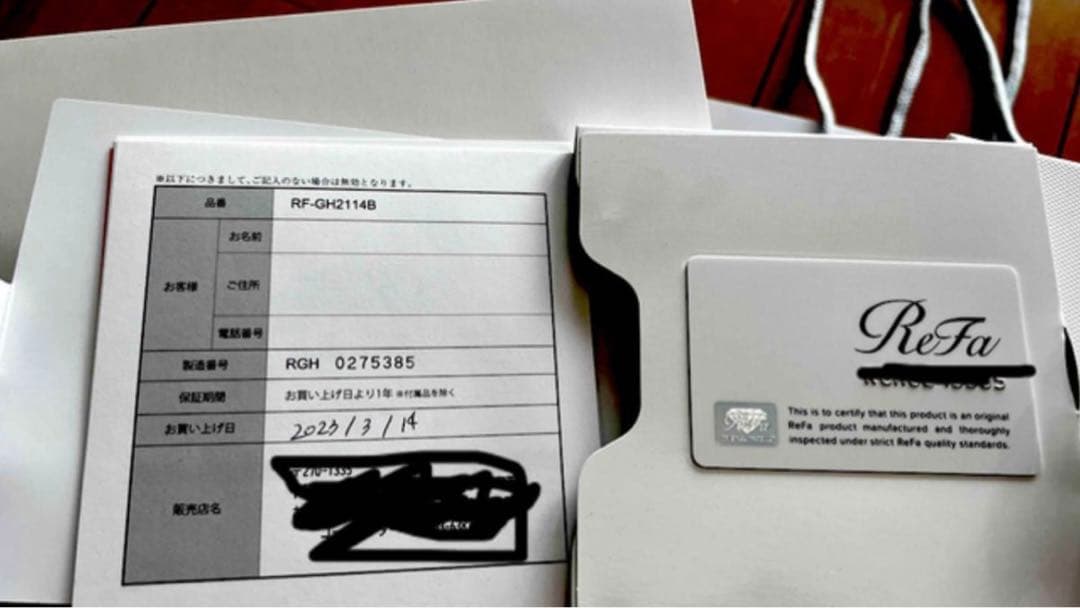 ※以下につきまして、ご記入のない場合は無効となります。
品番 RF-GH2114B
お客様
お名前
ご住所
電話番号
製造番号 RGH 0275385
保証期間 お買い上げ日より1年 ※付属品を除く
お買い上げ日 2023/3/14
販売店名
ReFa
This is to certify that this product is an original
ReFa product manufactured and thoroughly
inspected under strict ReFa quality standards.